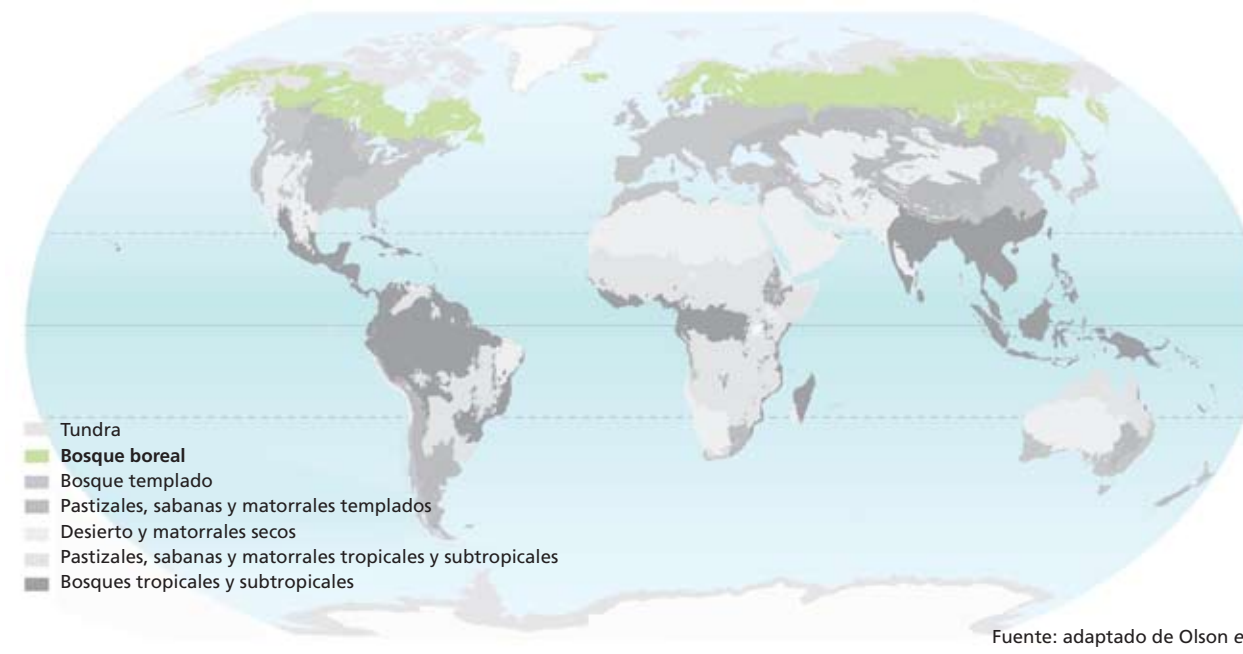 Tundra
Bosque boreal
Bosque templado
Pastizales, sabanas y matorrales templados
Desierto y matorrales secos
Pastizales, sabanas y matorrales tropicales y subtropicales
Bosques tropicales y subtropicales
Fuente: adaptado de Olson e